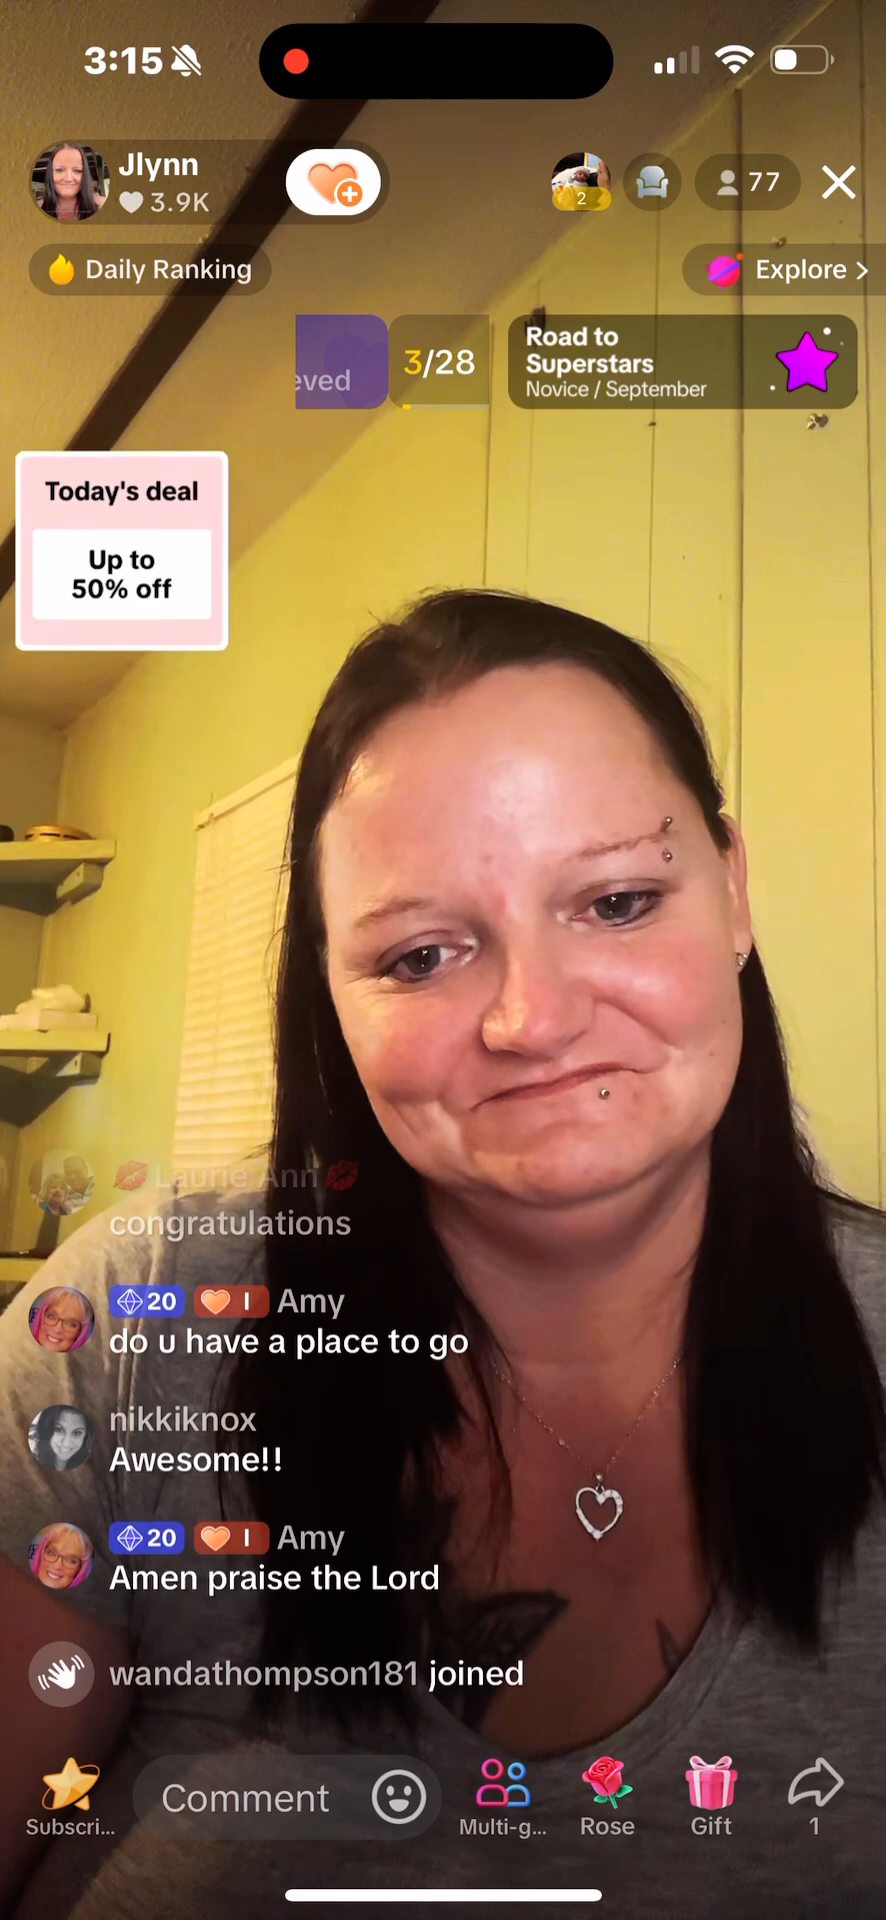 3:15
Jlynn
3.9K
2
77
Daily Ranking
Explore >
eved
3/28
Road to
Superstars
Novice / September
Today's deal
Up to
50% off
💋Laurie Ann💋
congratulations
20 I Amy
do u have a place to go
nikkiknox
Awesome!!
20 I Amy
Amen praise the Lord
wandathompson181 joined
Subscri...
Comment
Multi-g...
Rose
Gift
1